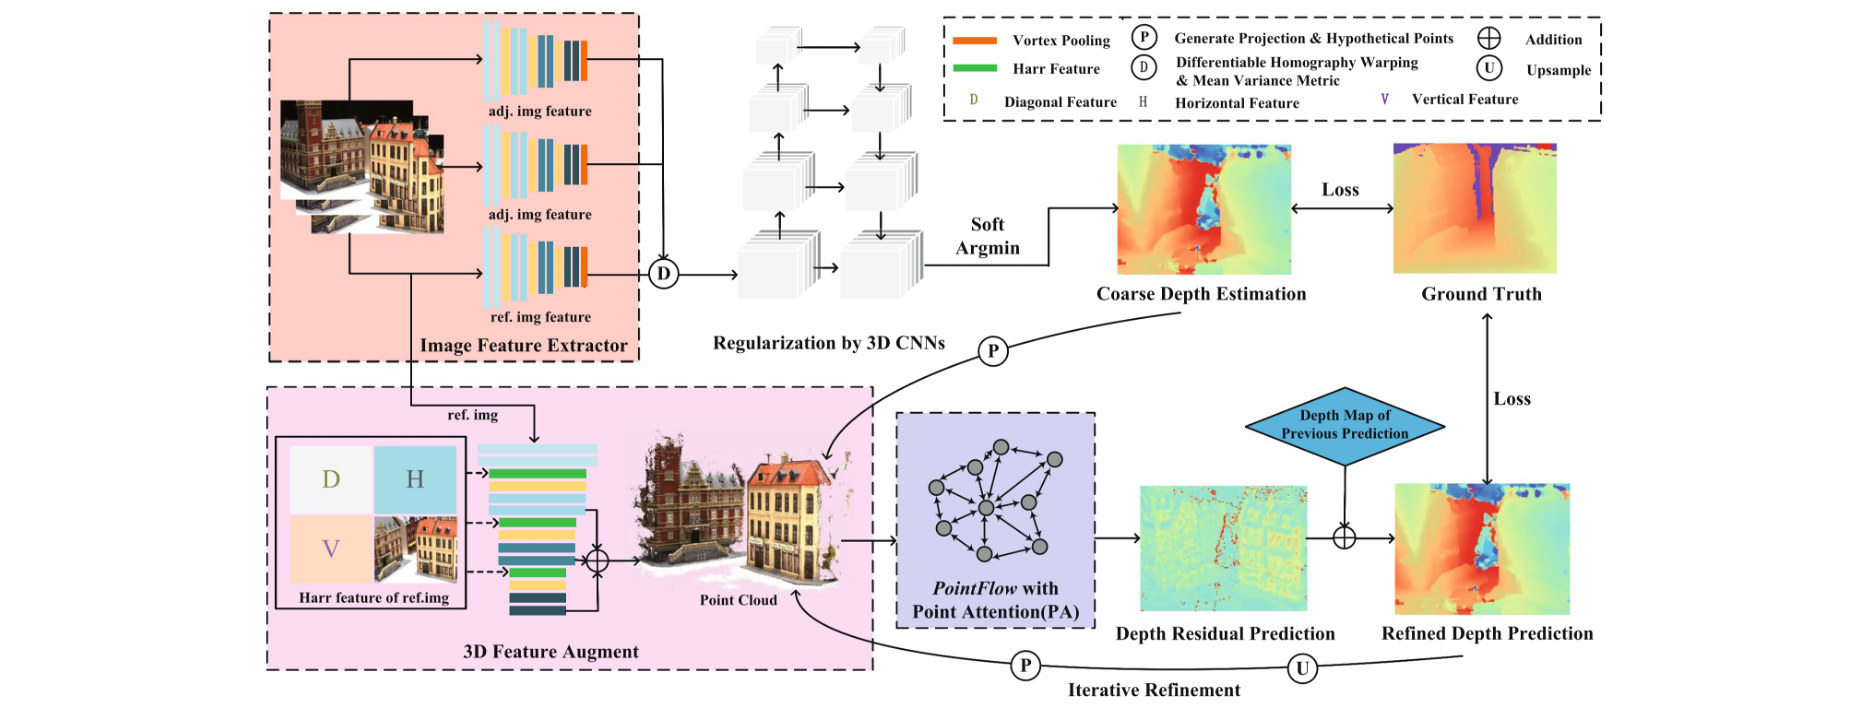 adj. img feature
adj. img feature
ref. img feature
Image Feature Extractor
D
Regularization by 3D CNNs
Soft
Argmin
Vortex Pooling
P
Generate Projection & Hypothetical Points
Addition
Harr Feature
D
Differentiable Homography Warping
& Mean Variance Metric
U
Upsample
D
Diagonal Feature
H
Horizontal Feature
V
Vertical Feature
Coarse Depth Estimation
Loss
Ground Truth
P
Loss
ref. img
D
H
V
Harr feature of ref.img
Point Cloud
3D Feature Augment
PointFlow with
Point Attention(PA)
Depth Map of
Previous Prediction
Depth Residual Prediction
Refined Depth Prediction
P
U
Iterative Refinement